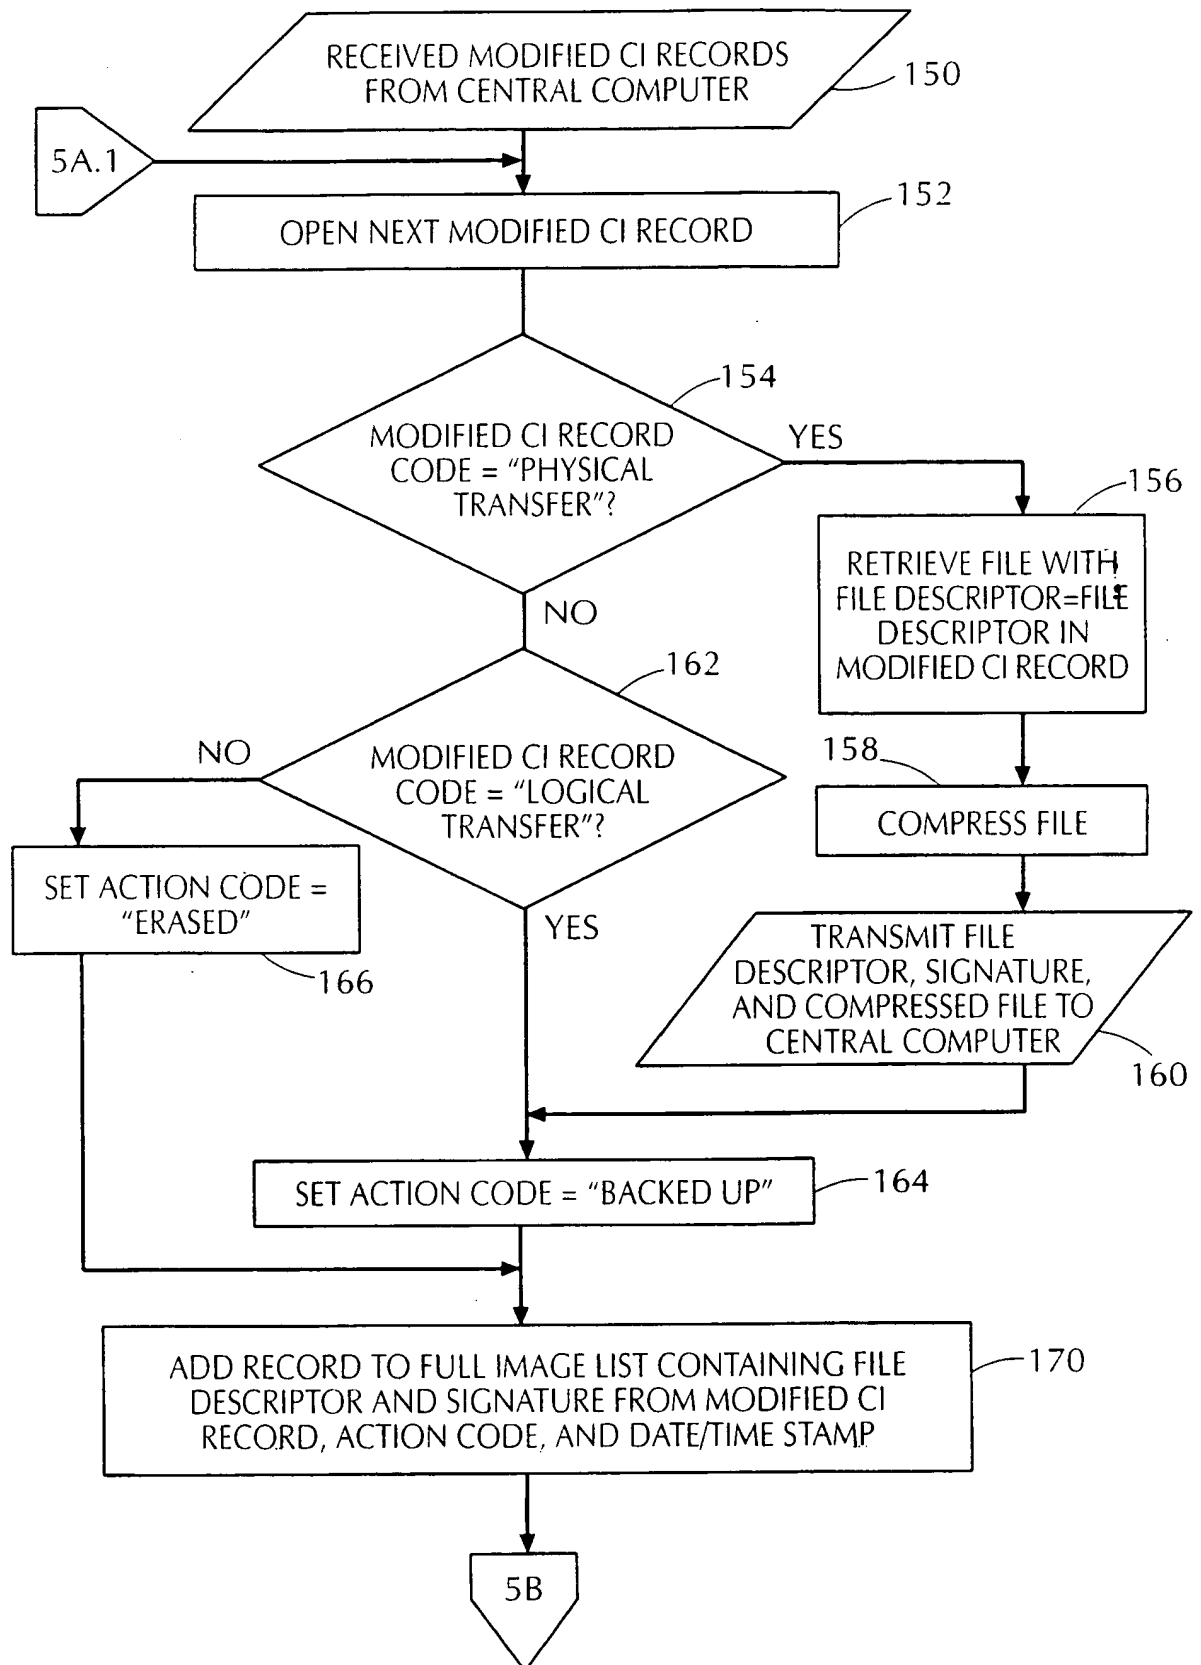 RECEIVED MODIFIED CI RECORDS
FROM CENTRAL COMPUTER
150
5A.1
152
OPEN NEXT MODIFIED CI RECORD
154
MODIFIED CI RECORD
CODE = “PHYSICAL
TRANSFER”?
YES
156
RETRIEVE FILE WITH
FILE DESCRIPTOR=FILE
DESCRIPTOR IN
MODIFIED CI RECORD
NO
162
158
MODIFIED CI RECORD
CODE = “LOGICAL
TRANSFER”?
NO
COMPRESS FILE
SET ACTION CODE =
“ERASED”
166
YES
TRANSMIT FILE
DESCRIPTOR, SIGNATURE,
AND COMPRESSED FILE TO
CENTRAL COMPUTER
160
SET ACTION CODE = “BACKED UP”
164
ADD RECORD TO FULL IMAGE LIST CONTAINING FILE
DESCRIPTOR AND SIGNATURE FROM MODIFIED CI
RECORD, ACTION CODE, AND DATE/TIME STAMP
170
5B